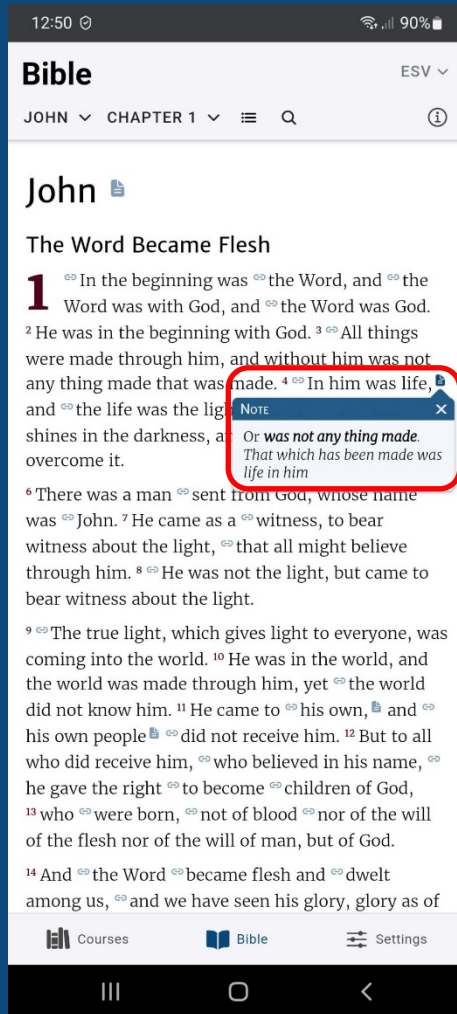 12:50 90%
Bible ESV
JOHN CHAPTER 1
John
The Word Became Flesh
1 In the beginning was the Word, and the
Word was with God, and the Word was God.
2 He was in the beginning with God. 3 All things
were made through him, and without him was not
any thing made that was made. 4 In him was life,
and the life was the ligh
shines in the darkness, a
overcome it.
NOTE
Or was not any thing made.
That which has been made was
life in him
6 There was a man sent from God, whose name
was John. 7 He came as a witness, to bear
witness about the light, that all might believe
through him. 8 He was not the light, but came to
bear witness about the light.
9 The true light, which gives light to everyone, was
coming into the world. 10 He was in the world, and
the world was made through him, yet the world
did not know him. 11 He came to his own, and
his own people did not receive him. 12 But to all
who did receive him, who believed in his name,
he gave the right to become children of God,
13 who were born, not of blood nor of the will
of the flesh nor of the will of man, but of God.
14 And the Word became flesh and dwelt
among us, and we have seen his glory, glory as of
Courses Bible Settings